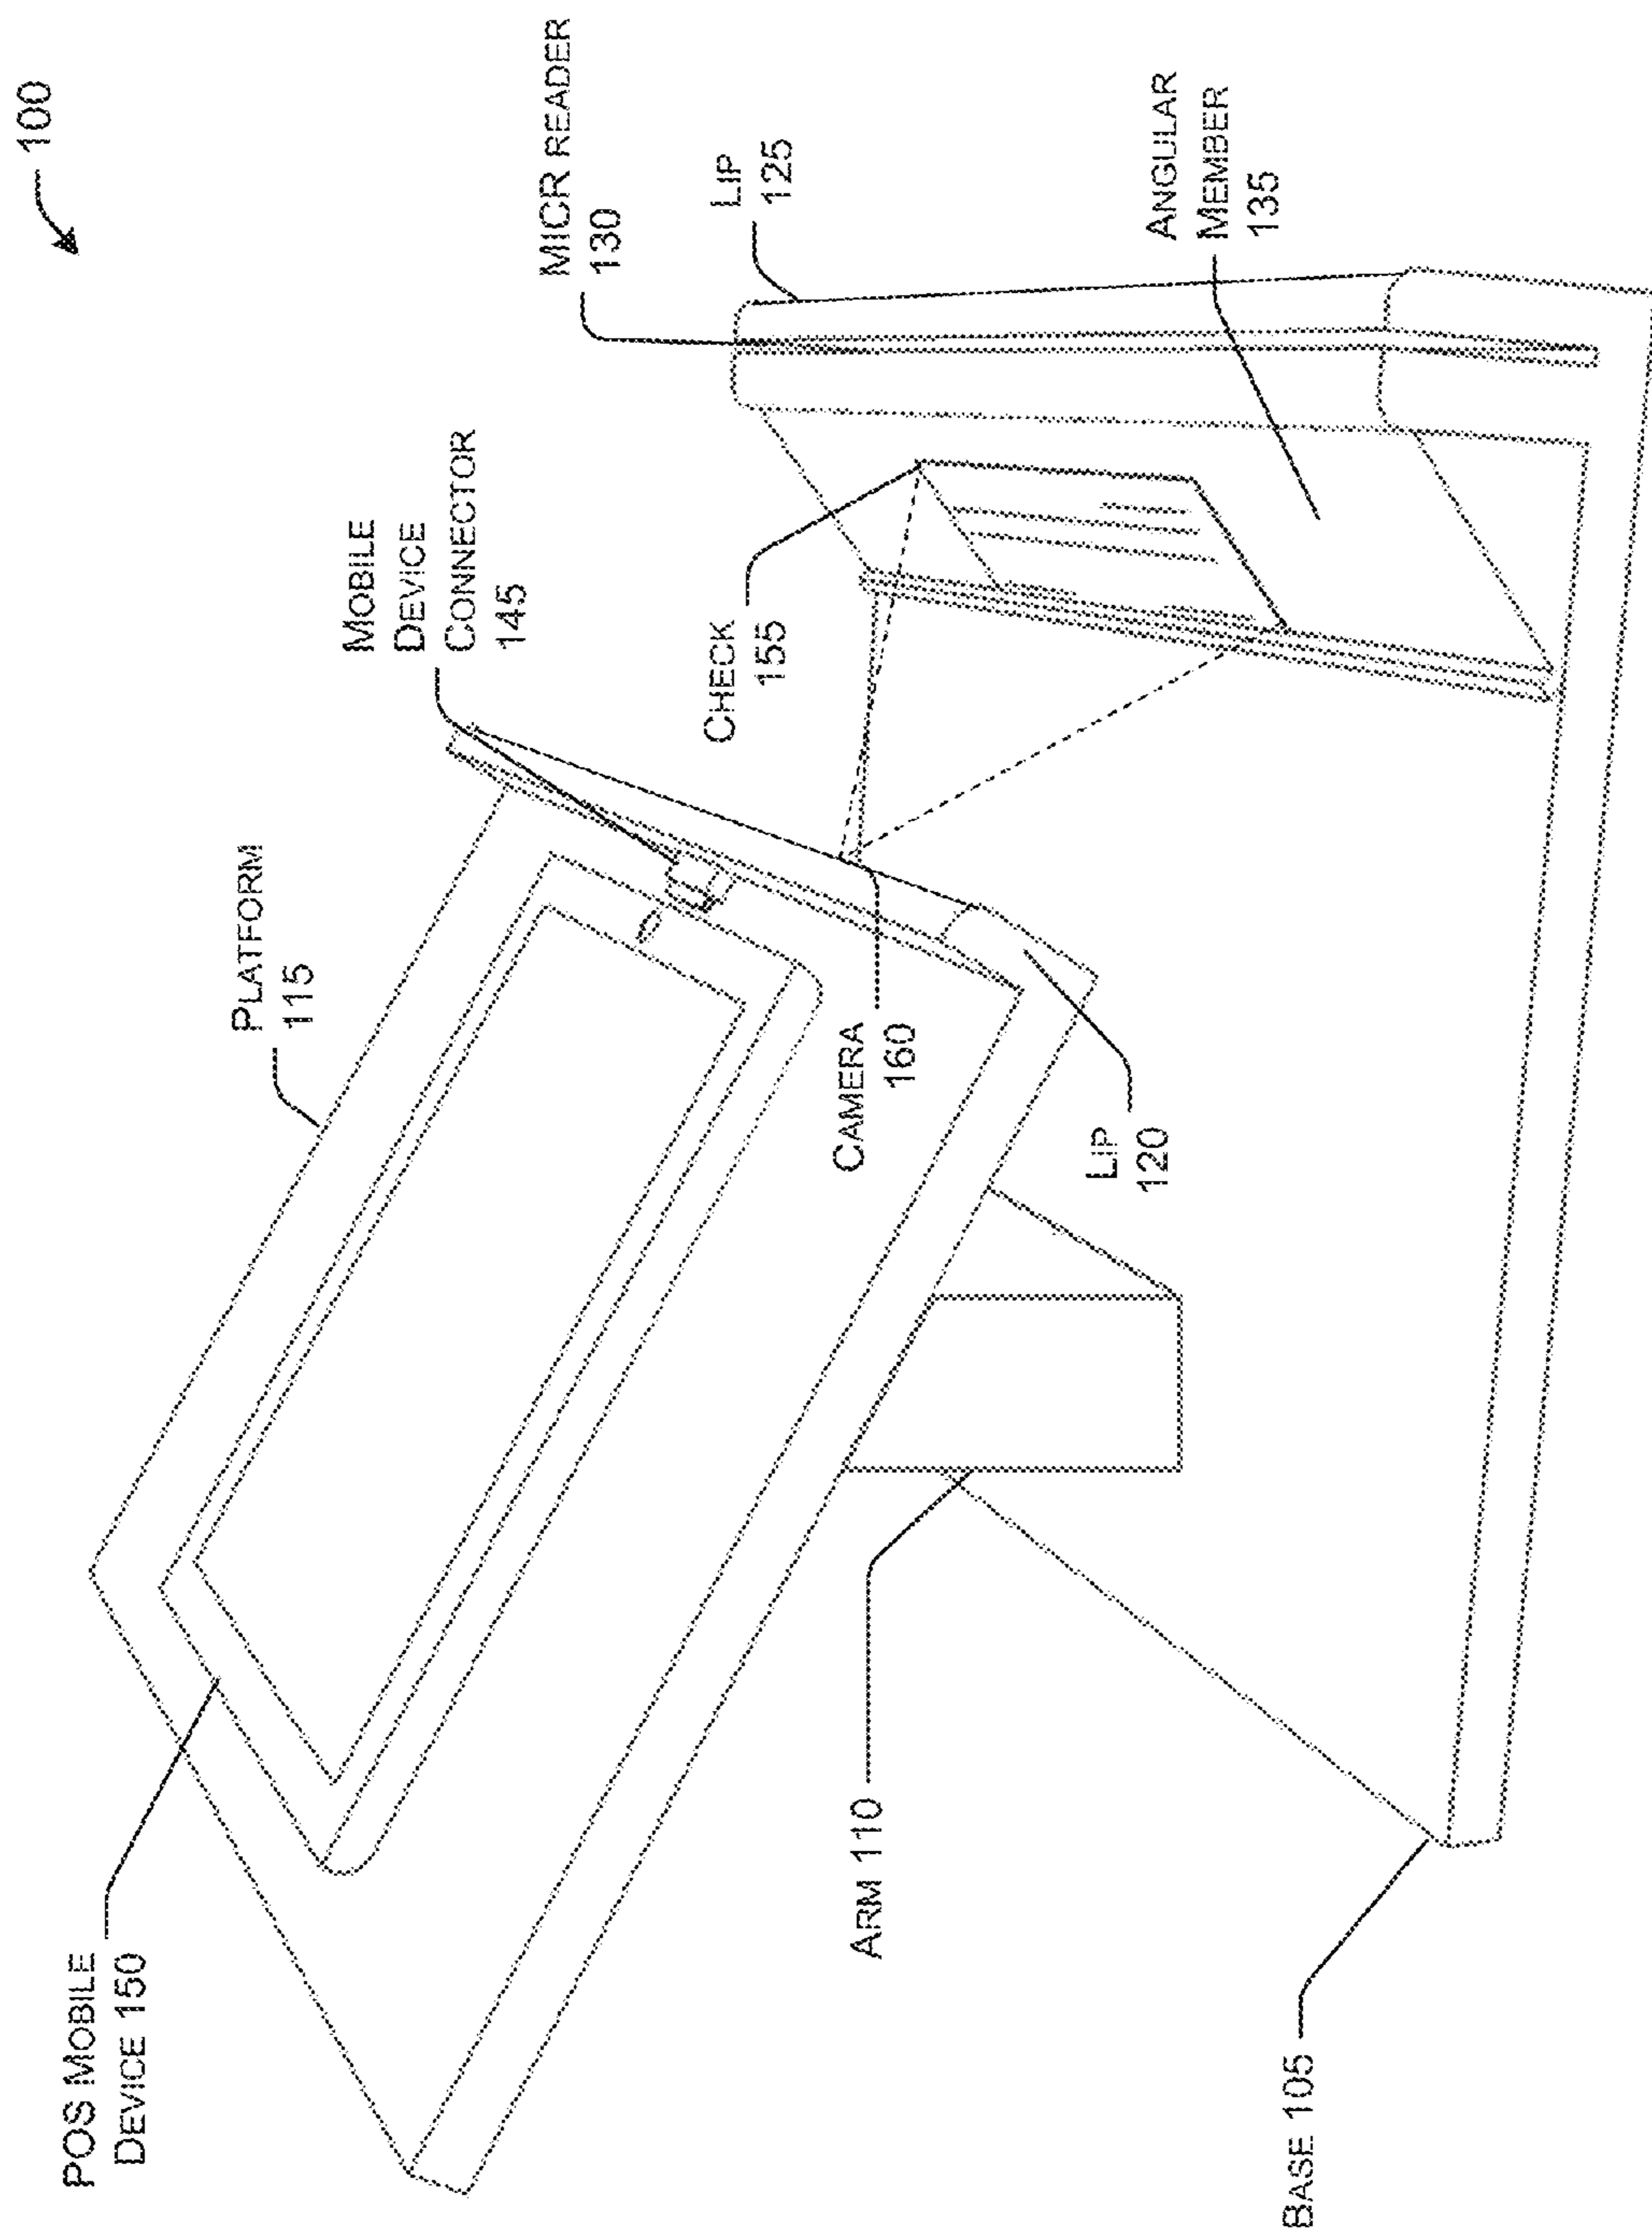 100
MICR READER
130
LIP
125
ANGULAR
MEMBER
135
MOBILE
DEVICE
CONNECTOR
145
CHECK
155
PLATFORM
115
CAMERA
160
LIP
120
POS MOBILE
DEVICE 150
ARM 110
BASE 105